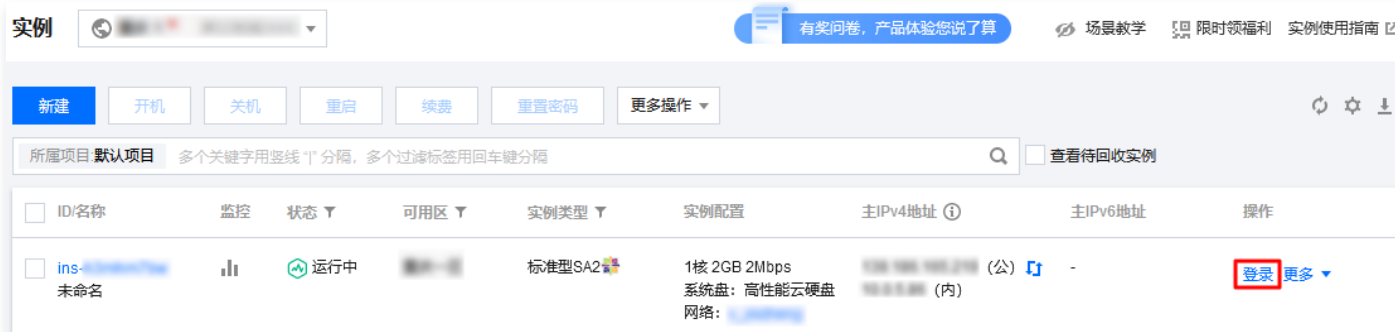 实例 有奖问卷，产品体验您说了算 场景教学 限时领福利 实例使用指南
新建 开机 关机 重启 续费 重置密码 更多操作
所属项目:默认项目 多个关键字用竖线 "|" 分隔，多个过滤标签用回车键分隔 查看待回收实例
ID/名称 监控 状态 可用区 实例类型 实例配置 主IPv4地址 主IPv6地址 操作
ins- 运行中 标准型SA2 1核 2GB 2Mbps (公) - 登录 更多
未命名 系统盘：高性能云硬盘 (内)
网络：